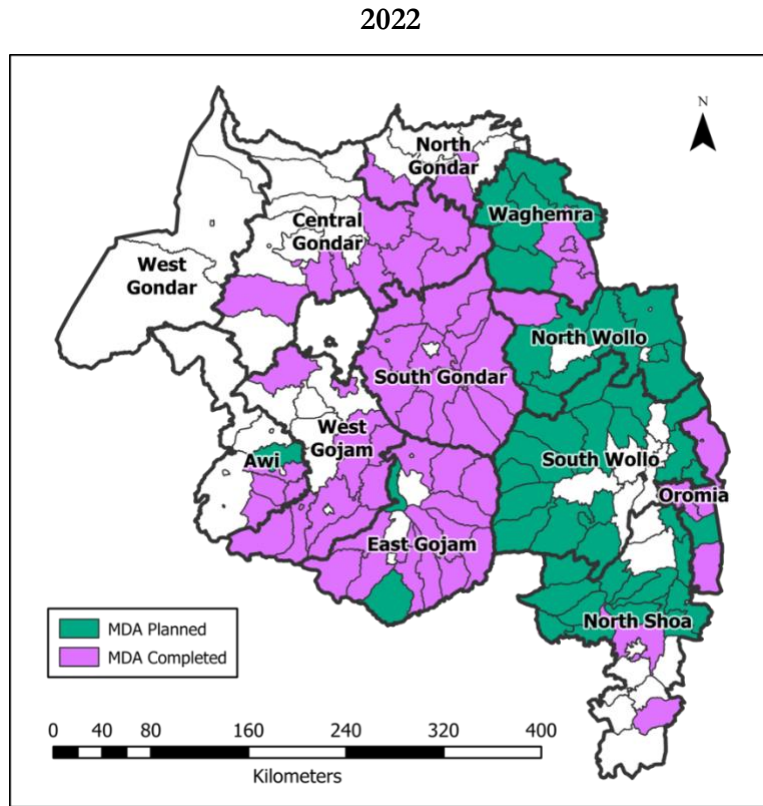 2022
N
North
Gondar
Waghemra
Central
Gondar
West
Gondar
North Wollo
South Gondar
West
Gojam
Awi
South Wollo
Oromia
East Gojam
North Shoa
MDA Planned
MDA Completed
0 40 80 160 240 320 400
Kilometers